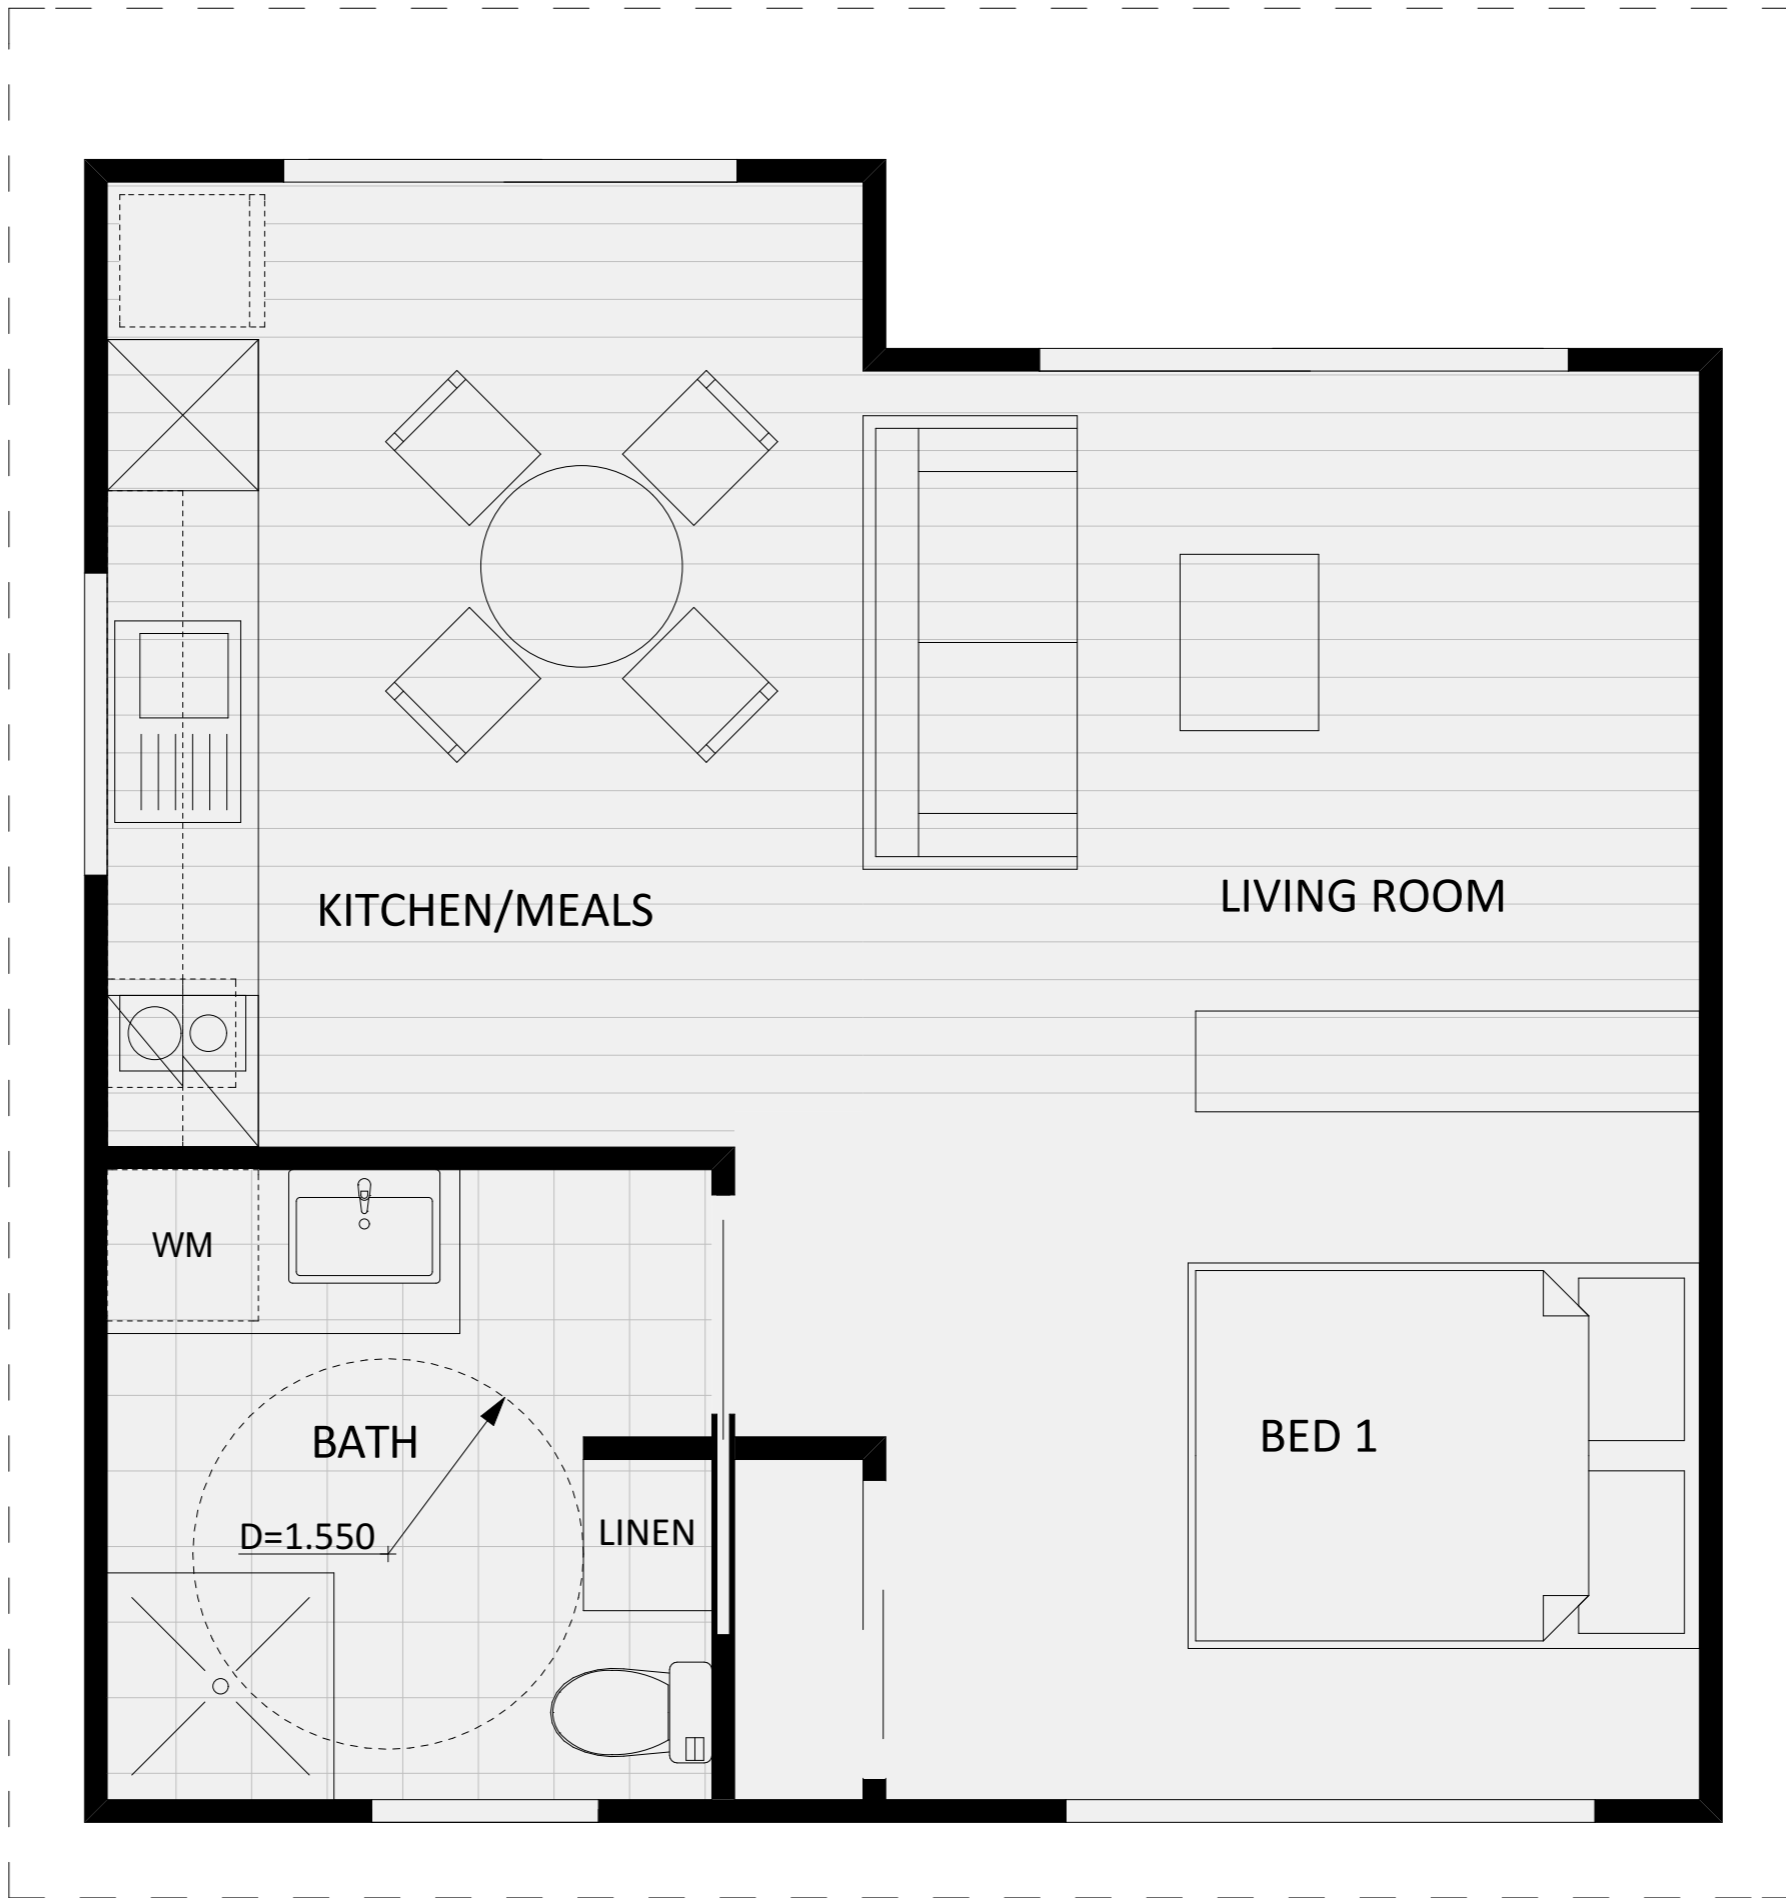 KITCHEN/MEALS
LIVING ROOM
WM
BATH
BED 1
D=1.550
LINEN